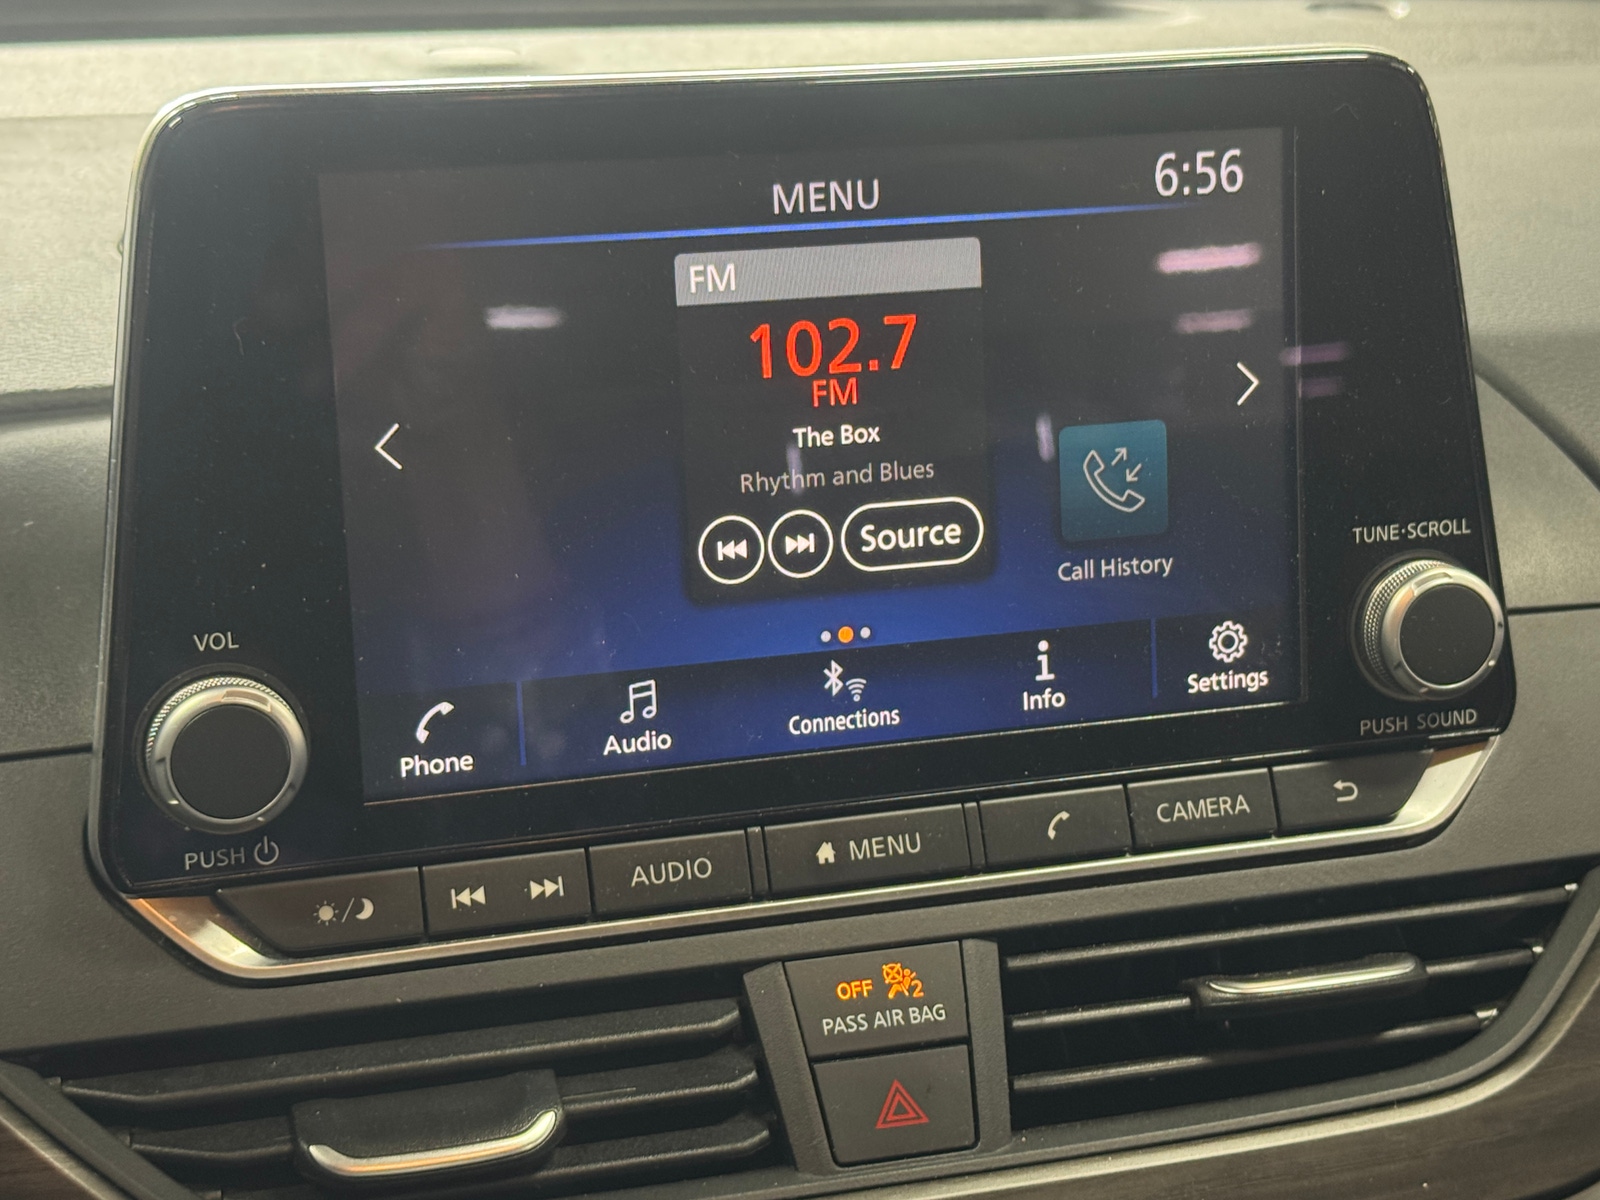 MENU
6:56
FM
102.7
FM
The Box
Rhythm and Blues
Source
Call History
TUNE·SCROLL
VOL
Phone
Audio
Connections
Info
Settings
PUSH SOUND
PUSH
AUDIO
MENU
CAMERA
OFF 2
PASS AIR BAG